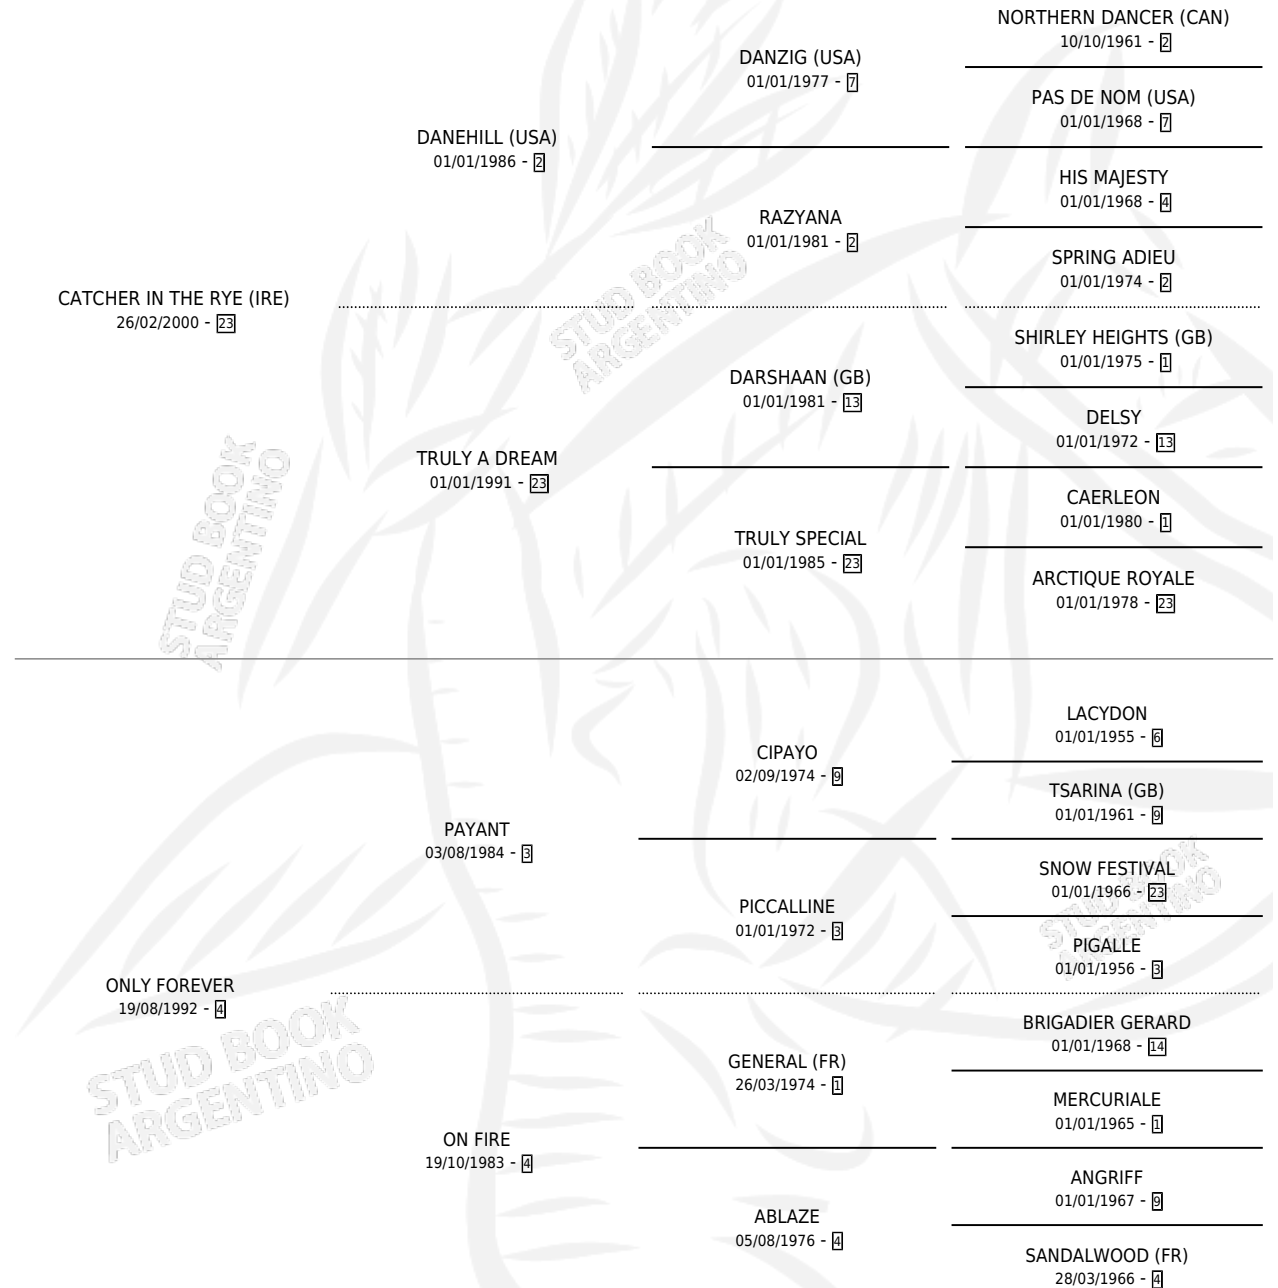 NORTHERN DANCER (CAN)
10/10/1961 - 2
DANZIG (USA)
01/01/1977 - 7
PAS DE NOM (USA)
01/01/1968 - 7
DANEHILL (USA)
01/01/1986 - 2
HIS MAJESTY
01/01/1968 - 4
RAZYANA
01/01/1981 - 2
SPRING ADIEU
01/01/1974 - 2
CATCHER IN THE RYE (IRE)
26/02/2000 - 23
SHIRLEY HEIGHTS (GB)
01/01/1975 - 1
DARSHAAN (GB)
01/01/1981 - 13
DELSY
01/01/1972 - 13
TRULY A DREAM
01/01/1991 - 23
CAERLEON
01/01/1980 - 1
TRULY SPECIAL
01/01/1985 - 23
ARCTIQUE ROYALE
01/01/1978 - 23
LACYDON
01/01/1955 - 6
CIPAYO
02/09/1974 - 9
TSARINA (GB)
01/01/1961 - 9
PAYANT
03/08/1984 - 3
SNOW FESTIVAL
01/01/1966 - 23
PICCALLINE
01/01/1972 - 3
PIGALLE
01/01/1956 - 3
ONLY FOREVER
19/08/1992 - 4
BRIGADIER GERARD
01/01/1968 - 14
GENERAL (FR)
26/03/1974 - 1
MERCURIALE
01/01/1965 - 1
ON FIRE
19/10/1983 - 4
ANGRIFF
01/01/1967 - 9
ABLAZE
05/08/1976 - 4
SANDALWOOD (FR)
28/03/1966 - 4
STUD BOOK
ARGENTINO
STUD BOOK
ARGENTINO
STUD BOOK
ARGENTINO
STUD BOOK
ARGENTINO